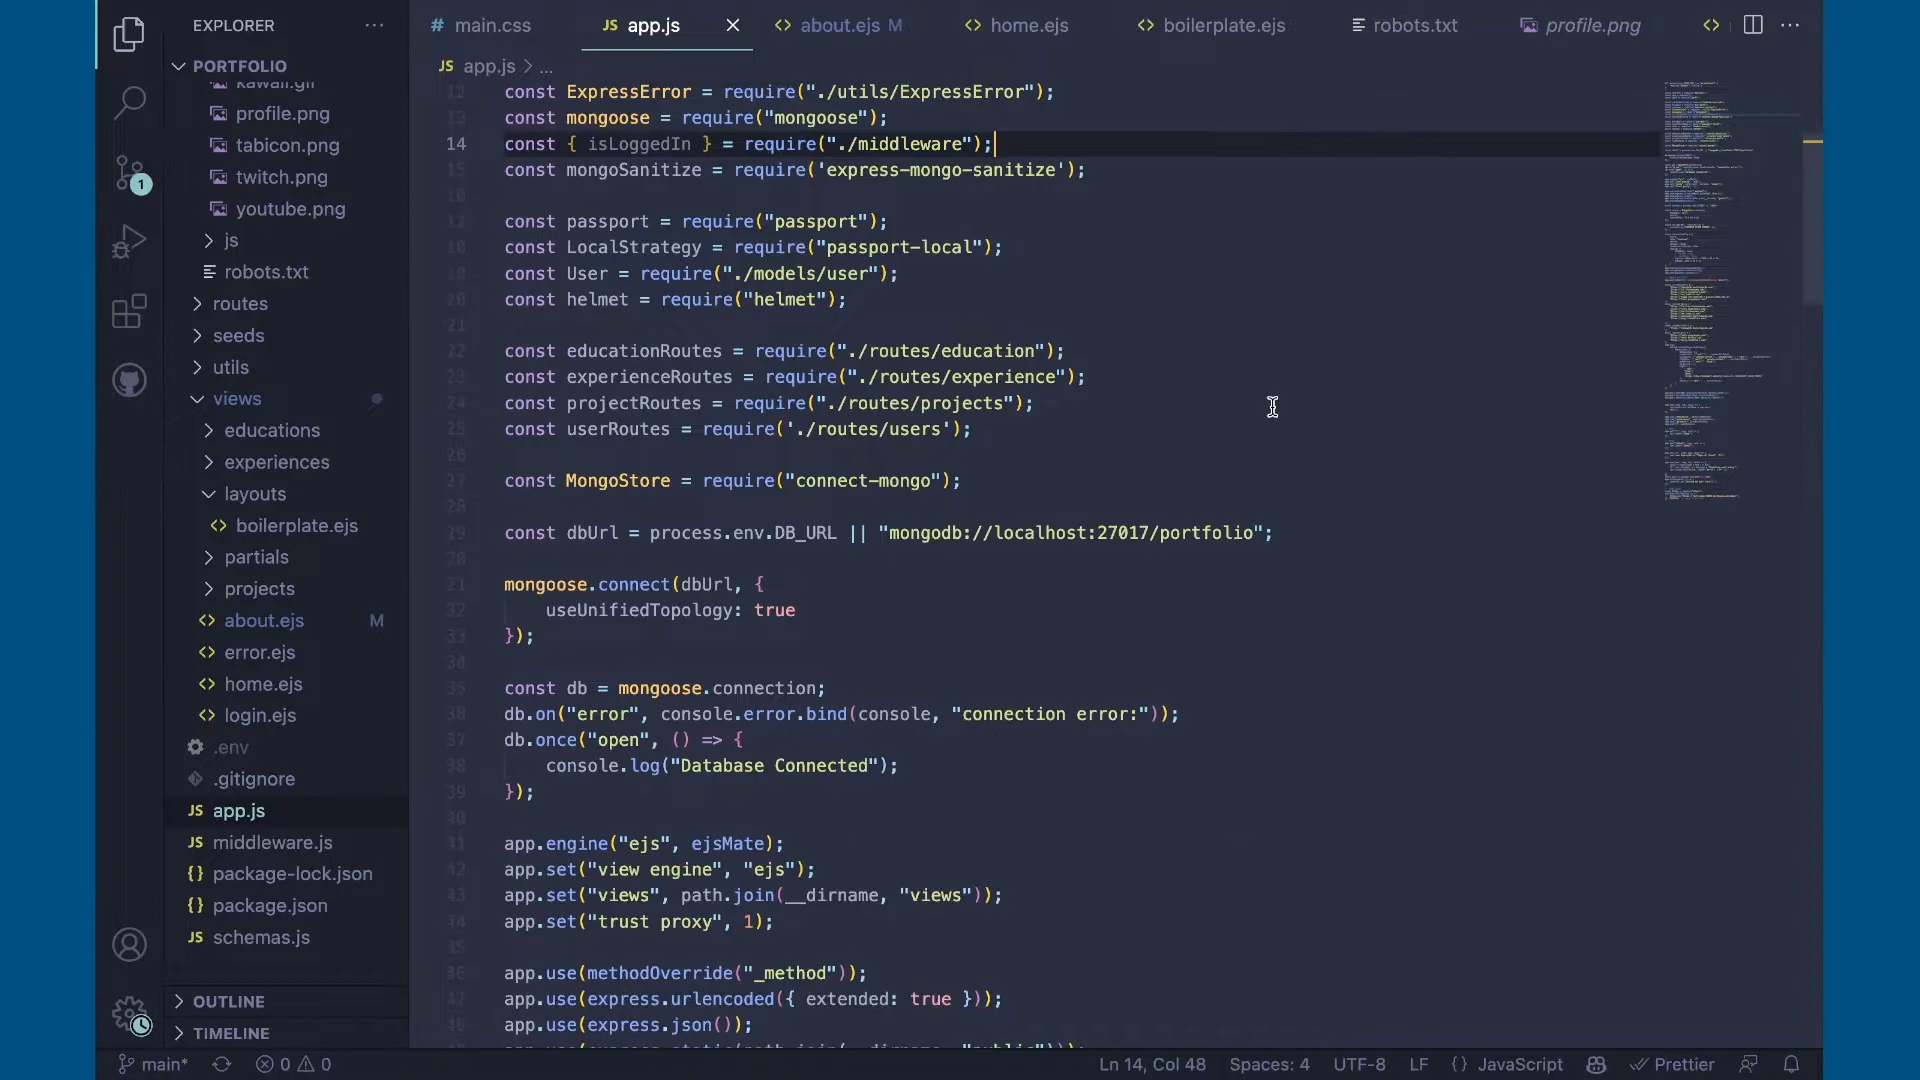 EXPLORER
PORTFOLIO
kawaii.gif
profile.png
tabicon.png
twitch.png
youtube.png
js
robots.txt
routes
seeds
utils
views
educations
experiences
layouts
boilerplate.ejs
partials
projects
about.ejs M
error.ejs
home.ejs
login.ejs
.env
.gitignore
JS app.js
JS middleware.js
{} package-lock.json
{} package.json
JS schemas.js
OUTLINE
TIMELINE
1
# main.css
JS app.js
<> about.ejs M
<> home.ejs
<> boilerplate.ejs
robots.txt
profile.png
<>
JS app.js > ...
const ExpressError = require("./utils/ExpressError");
const mongoose = require("mongoose");
14 const { isLoggedIn } = require("./middleware");
const mongoSanitize = require('express-mongo-sanitize');
const passport = require("passport");
const LocalStrategy = require("passport-local");
const User = require("./models/user");
const helmet = require("helmet");
const educationRoutes = require("./routes/education");
const experienceRoutes = require("./routes/experience");
const projectRoutes = require("./routes/projects");
const userRoutes = require('./routes/users');
const MongoStore = require("connect-mongo");
const dbUrl = process.env.DB_URL || "mongodb://localhost:27017/portfolio";
mongoose.connect(dbUrl, {
useUnifiedTopology: true
});
const db = mongoose.connection;
db.on("error", console.error.bind(console, "connection error:"));
db.once("open", () => {
console.log("Database Connected");
});
app.engine("ejs", ejsMate);
app.set("view engine", "ejs");
app.set("views", path.join(__dirname, "views"));
app.set("trust proxy", 1);
app.use(methodOverride("_method"));
app.use(express.urlencoded({ extended: true }));
app.use(express.json());
main* 0 0 Ln 14, Col 48 Spaces: 4 UTF-8 LF {} JavaScript Prettier